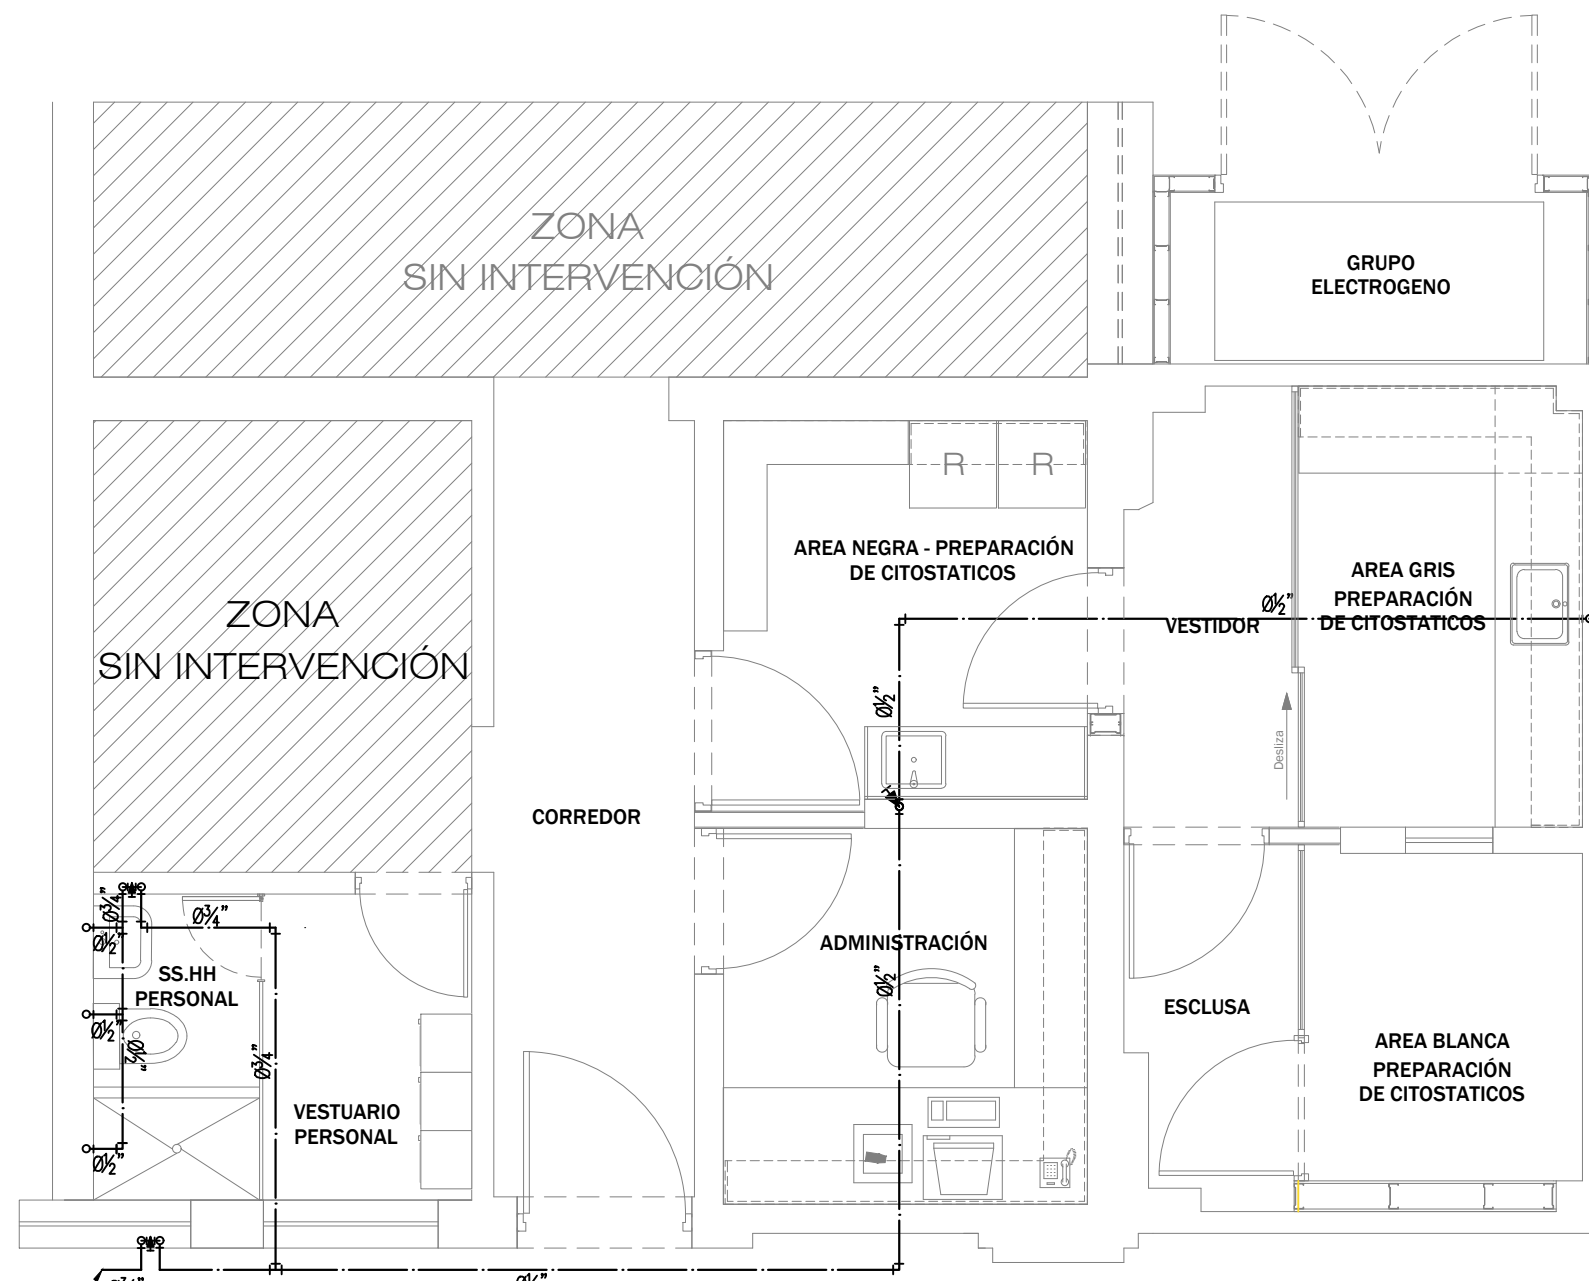 ZONA
SIN INTERVENCIÓN
GRUPO
ELECTROGENO
R
R
AREA NEGRA - PREPARACIÓN
DE CITOSTATICOS
AREA GRIS
PREPARACIÓN
DE CITOSTATICOS
Ø½"
VESTIDOR
ZONA
SIN INTERVENCIÓN
Ø½"
Desliza
CORREDOR
Ø¾"
Ø¾"
Ø½"
ADMINISTRACIÓN
Ø½"
SS.HH
PERSONAL
ESCLUSA
Ø½"
Ø½"
Ø¾"
AREA BLANCA
PREPARACIÓN
DE CITOSTATICOS
VESTUARIO
PERSONAL
Ø½"